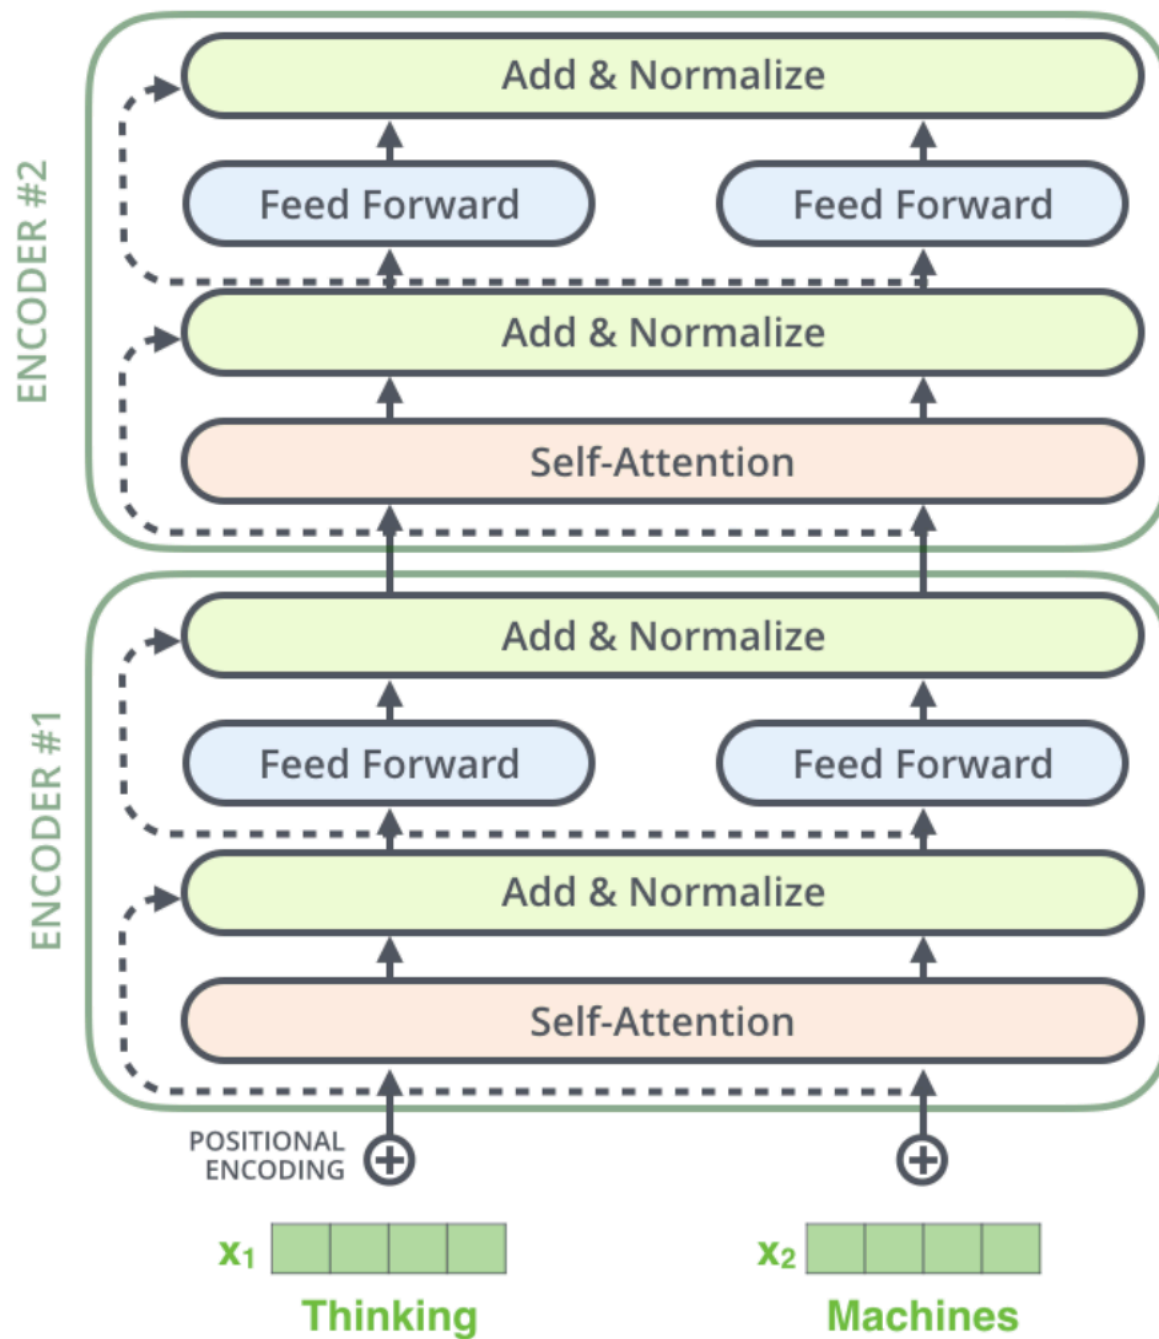 ENCODER #2
Add & Normalize
Feed Forward
Feed Forward
Add & Normalize
Self-Attention
ENCODER #1
Add & Normalize
Feed Forward
Feed Forward
Add & Normalize
Self-Attention
POSITIONAL
ENCODING
x₁
x₂
Thinking
Machines